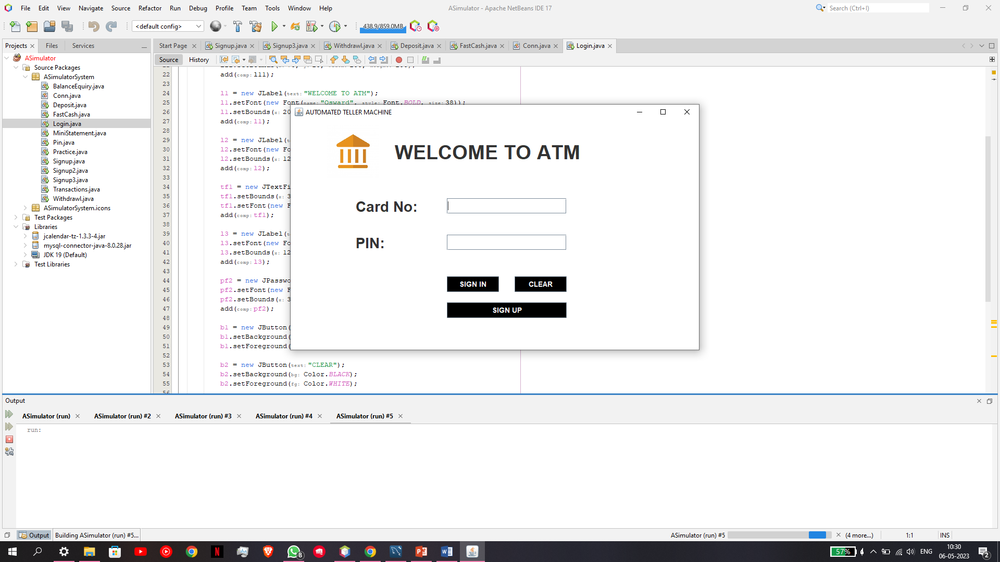 File Edit View Navigate Source Refactor Run Debug Profile Team Tools Window Help
ASimulator - Apache NetBeans IDE 17
Search (Ctrl+I)
<default config>
438.9/859.0MB
Projects Files Services
Start Page Signup.java Signup3.java Withdrawl.java Deposit.java FastCash.java Conn.java Login.java
Source History
ASimulator
Source Packages
ASimulatorSystem
BalanceEquiry.java
Conn.java
Deposit.java
FastCash.java
Login.java
MiniStatement.java
Pin.java
Practice.java
Signup.java
Signup2.java
Signup3.java
Transactions.java
Withdrawl.java
ASimulatorSystem.icons
Test Packages
Libraries
jcalendar-tz-1.3.3-4.jar
mysql-connector-java-8.0.28.jar
JDK 19 (Default)
Test Libraries
22 add(comp: l11);
23
24 l1 = new JLabel(text: "WELCOME TO ATM");
25 l1.setFont(new Font(name: "Osward", style: Font.BOLD, size: 38));
26 l1.setBounds(x: 20
27 add(comp: l1);
28
29 l2 = new JLabel(
30 l2.setFont(new Fo
31 l2.setBounds(x: 12
32 add(comp: l2);
33
34 tf1 = new JTextFi
35 tf1.setBounds(x: 3
36 tf1.setFont(new F
37 add(comp: tf1);
38
39 l3 = new JLabel(
40 l3.setFont(new Fo
41 l3.setBounds(x: 12
42 add(comp: l3);
43
44 pf2 = new JPasswo
45 pf2.setFont(new F
46 pf2.setBounds(x: 3
47 add(comp: pf2);
48
49 b1 = new JButton(
50 b1.setBackground(
51 b1.setForeground(
52
53 b2 = new JButton(text: "CLEAR");
54 b2.setBackground(bg: Color.BLACK);
55 b2.setForeground(fg: Color.WHITE);
AUTOMATED TELLER MACHINE
WELCOME TO ATM
Card No:
PIN:
SIGN IN CLEAR
SIGN UP
Output
ASimulator (run) ASimulator (run) #2 ASimulator (run) #3 ASimulator (run) #4 ASimulator (run) #5
run:
Output Building ASimulator (run) #5...
ASimulator (run) #5 (4 more...) 1:1 INS
8
57% ENG
10:30
06-05-2023
2